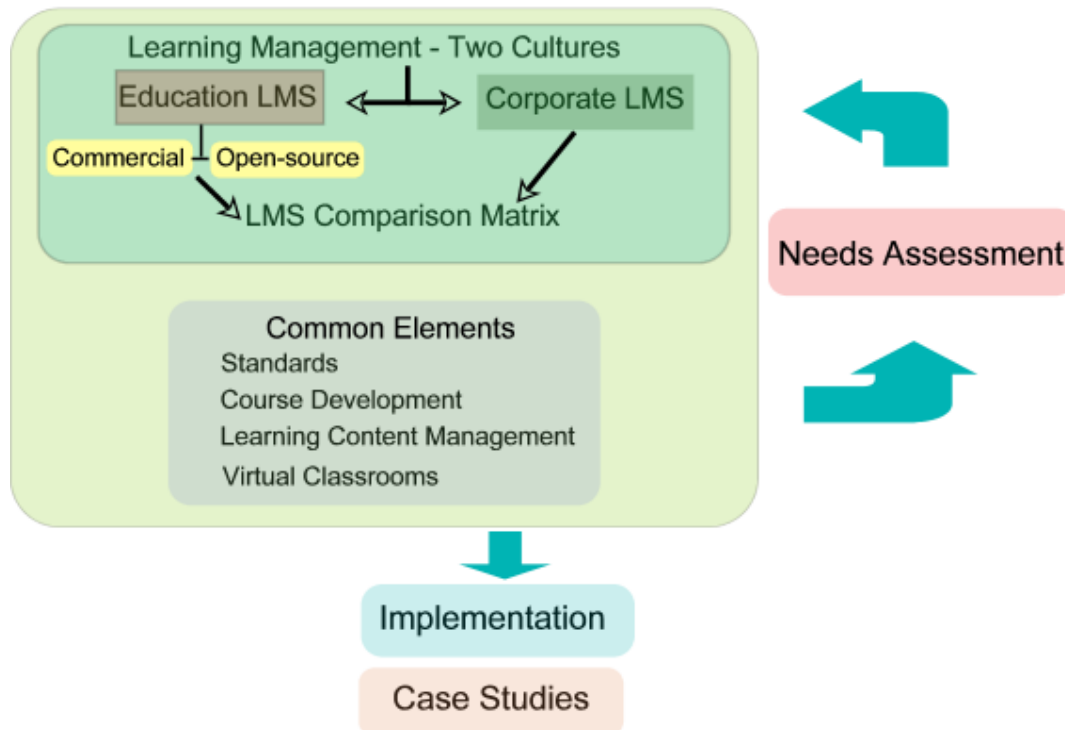 Learning Management - Two Cultures
Education LMS
Corporate LMS
Commercial
Open-source
LMS Comparison Matrix
Needs Assessment
Common Elements
Standards
Course Development
Learning Content Management
Virtual Classrooms
Implementation
Case Studies